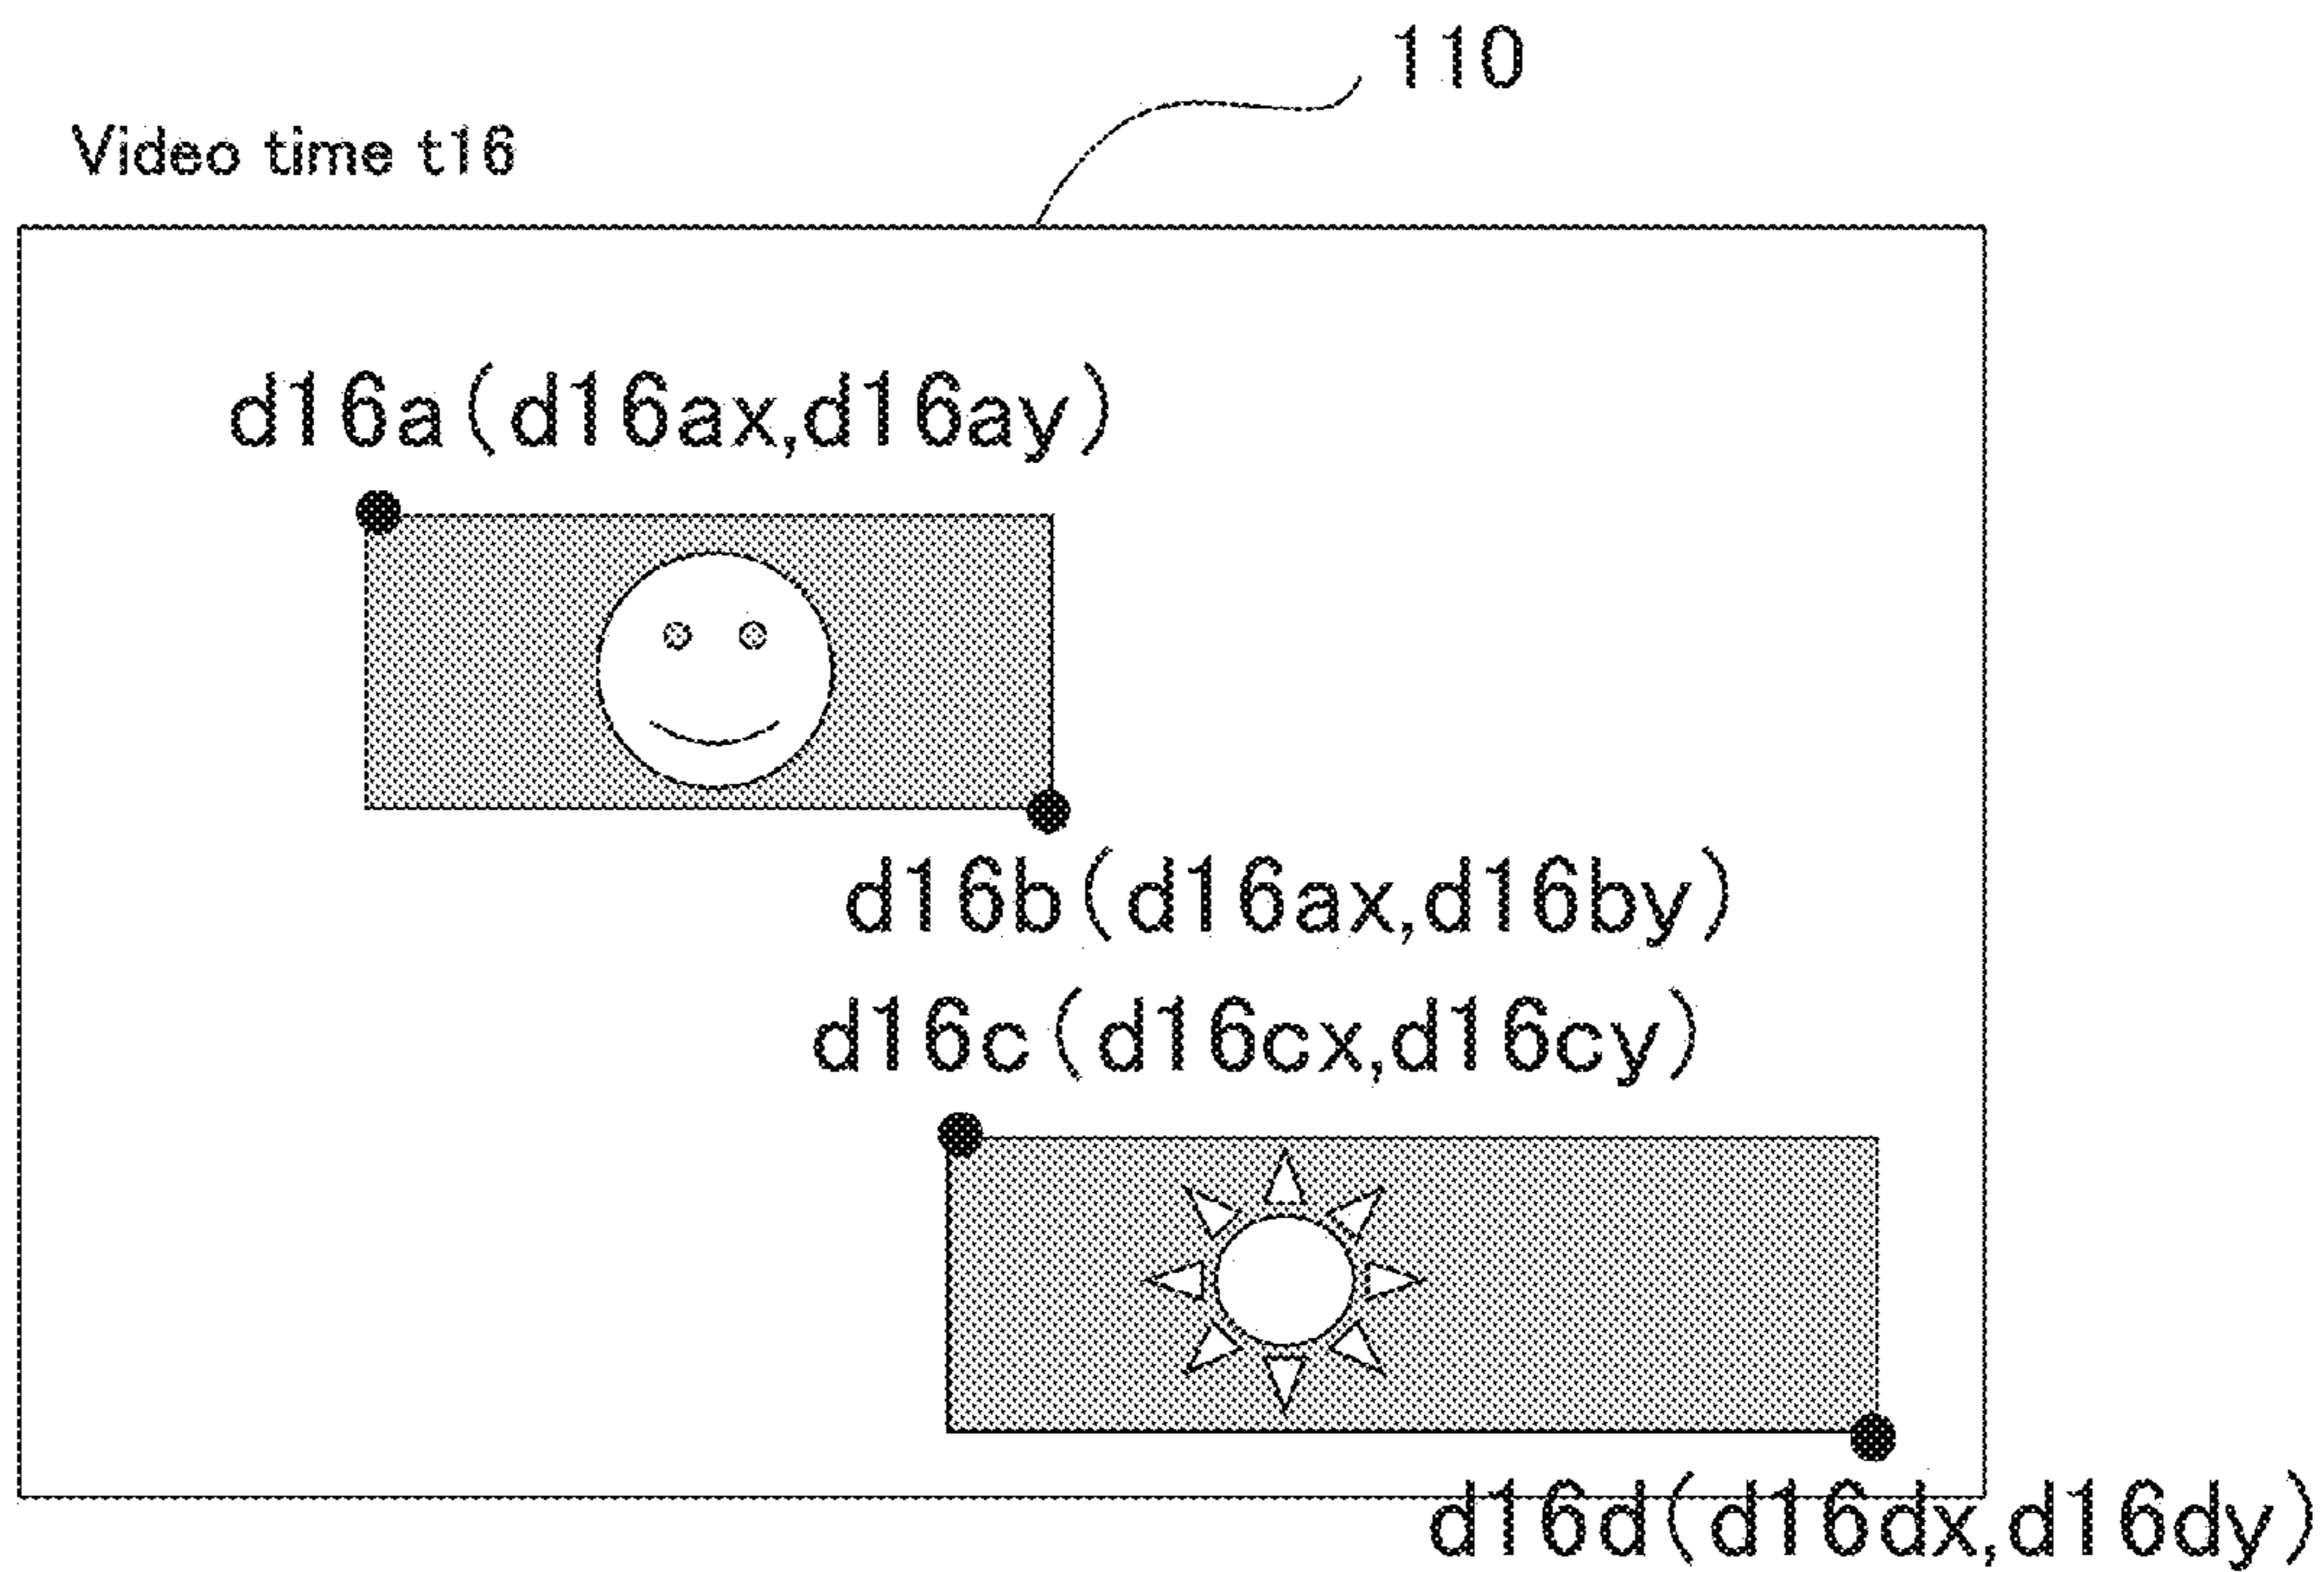 110
Video time t16
d16a(d16ax,d16ay)
d16b(d16ax,d16by)
d16c(d16cx,d16cy)
d16d(d16dx,d16dy)